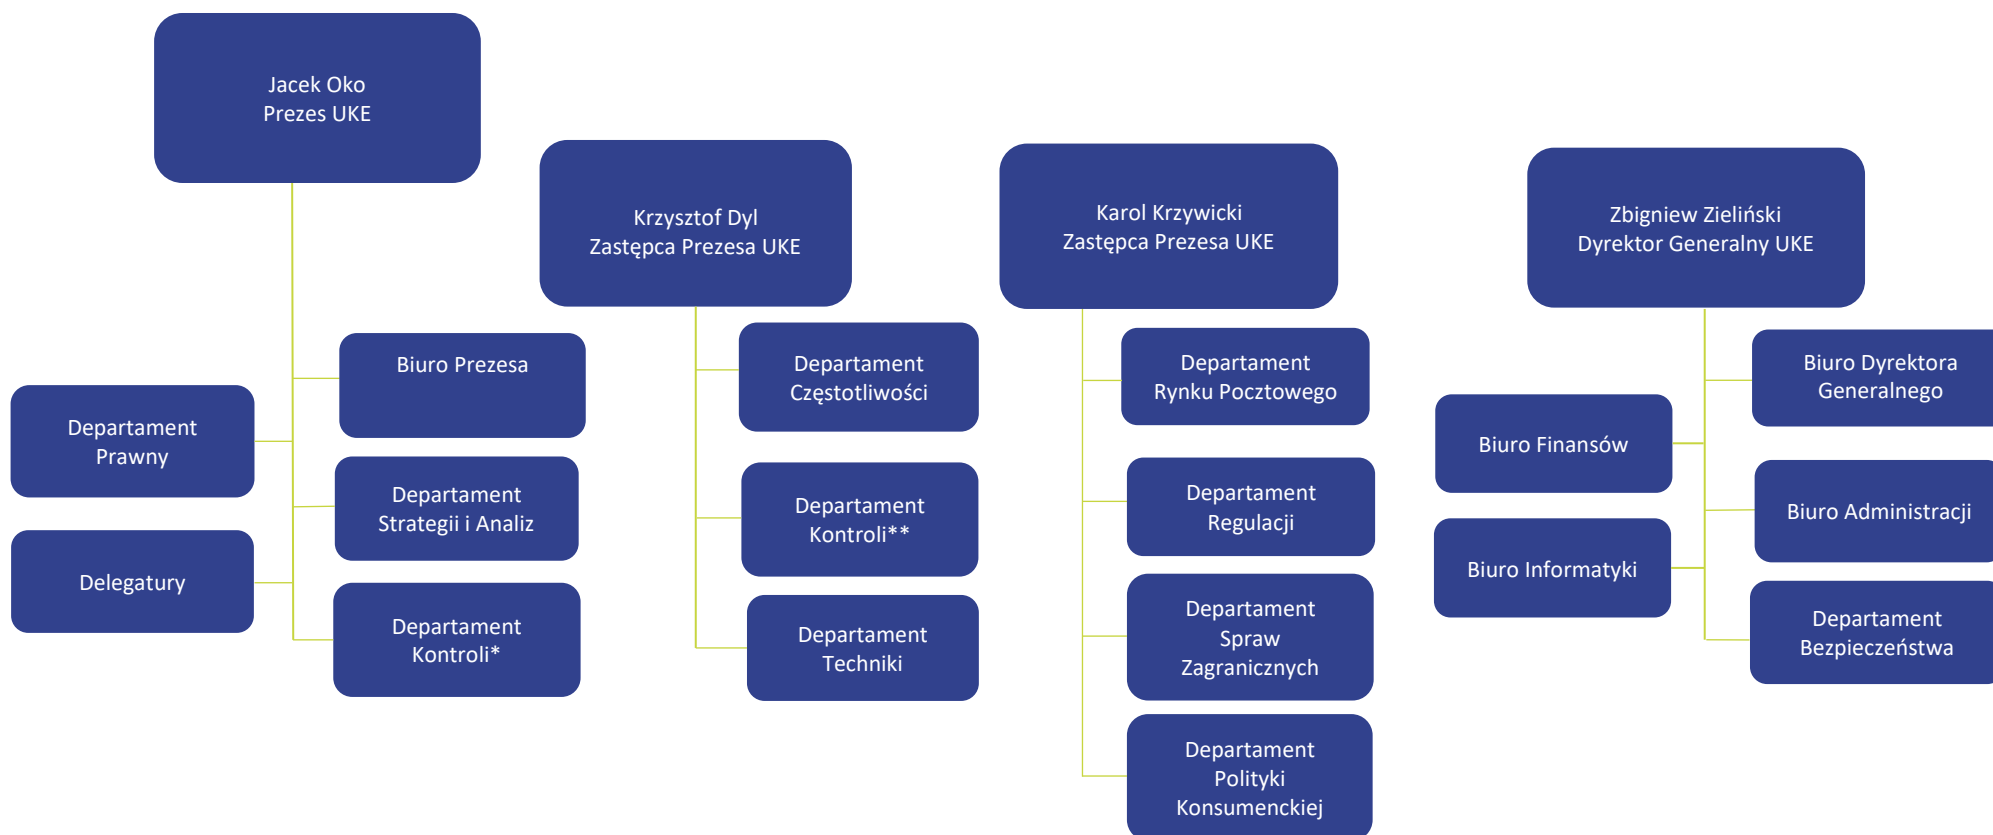 Jacek Oko
Prezes UKE
Biuro Prezesa
Departament
Prawny
Departament
Strategii i Analiz
Delegatury
Departament
Kontroli*
Krzysztof Dyl
Zastępca Prezesa UKE
Departament
Częstotliwości
Departament
Kontroli**
Departament
Techniki
Karol Krzywicki
Zastępca Prezesa UKE
Departament
Rynku Pocztowego
Departament
Regulacji
Departament
Spraw
Zagranicznych
Departament
Polityki
Konsumenckiej
Zbigniew Zieliński
Dyrektor Generalny UKE
Biuro Dyrektora
Generalnego
Biuro Finansów
Biuro Administracji
Biuro Informatyki
Departament
Bezpieczeństwa